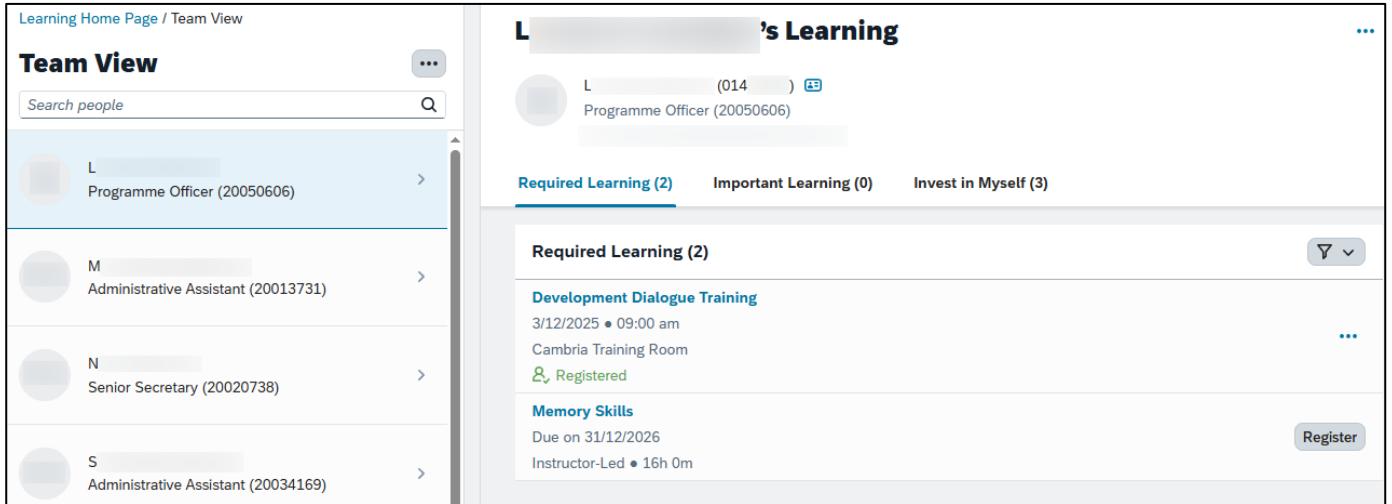 Learning Home Page / Team View
Team View
Search people
L
Programme Officer (20050606)
M
Administrative Assistant (20013731)
N
Senior Secretary (20020738)
S
Administrative Assistant (20034169)
L 's Learning
L (014 )
Programme Officer (20050606)
Required Learning (2) Important Learning (0) Invest in Myself (3)
Required Learning (2)
Development Dialogue Training
3/12/2025 ● 09:00 am
Cambria Training Room
Registered
Memory Skills
Due on 31/12/2026
Register
Instructor-Led ● 16h 0m